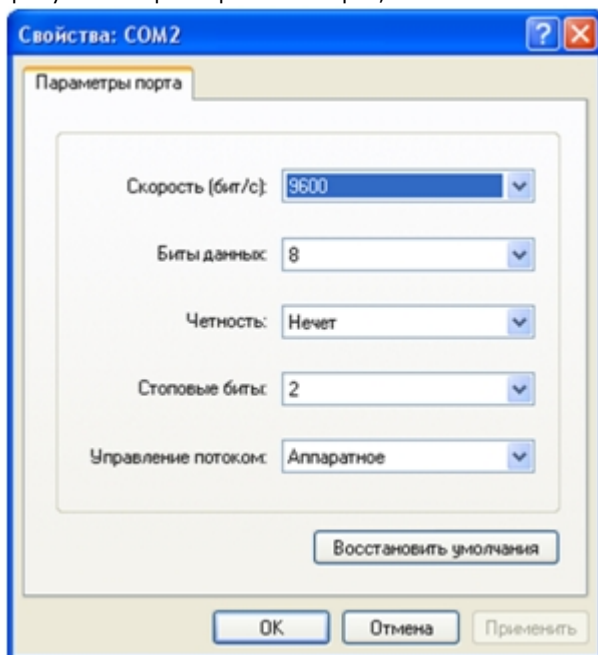 Свойства: COM2
Параметры порта
Скорость (бит/с): 9600
Биты данных: 8
Четность: Нечет
Стоповые биты: 2
Управление потоком: Аппаратное
Восстановить умолчания
OK Отмена Применить